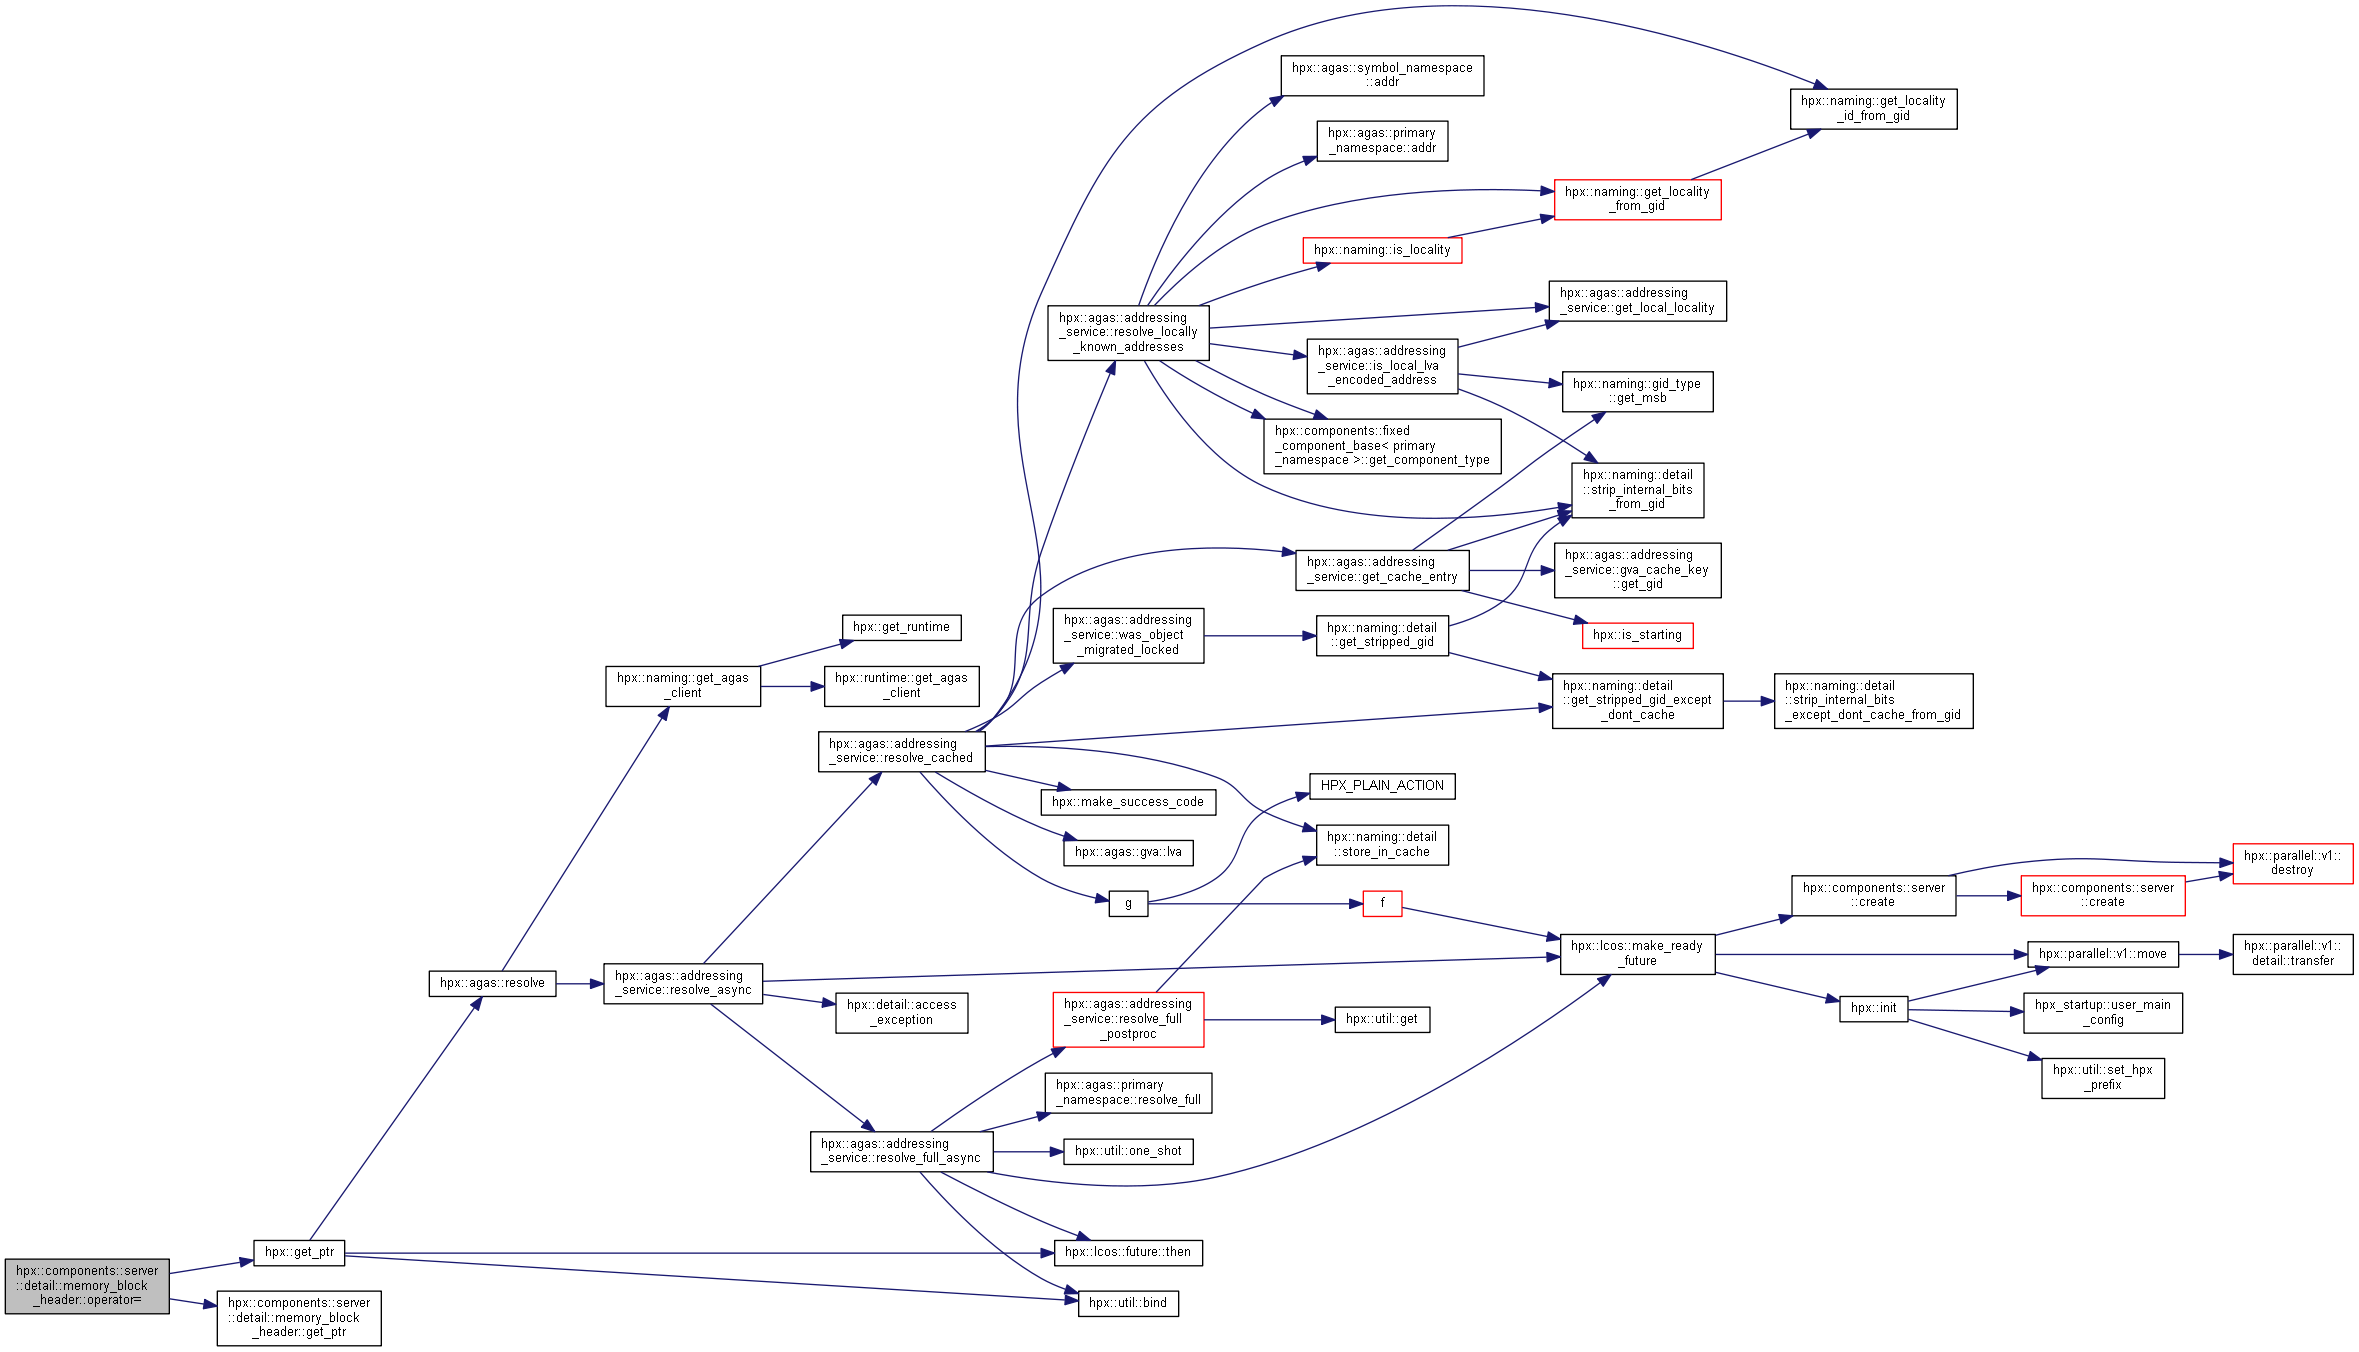 hpx::components::server
::detail::memory_block
_header::operator=
hpx::get_ptr
hpx::components::server
::detail::memory_block
_header::get_ptr
hpx::agas::resolve
hpx::naming::get_agas
_client
hpx::get_runtime
hpx::runtime::get_agas
_client
hpx::agas::addressing
_service::resolve_async
hpx::agas::addressing
_service::resolve_cached
hpx::detail::access
_exception
hpx::agas::addressing
_service::resolve_full_async
hpx::agas::addressing
_service::resolve_locally
_known_addresses
hpx::agas::addressing
_service::was_object
_migrated_locked
hpx::make_success_code
hpx::agas::gva::lva
g
hpx::agas::addressing
_service::resolve_full
_postproc
hpx::agas::primary
_namespace::resolve_full
hpx::util::one_shot
hpx::lcos::future::then
hpx::util::bind
hpx::agas::symbol_namespace
::addr
hpx::agas::primary
_namespace::addr
hpx::naming::is_locality
hpx::agas::addressing
_service::is_local_lva
_encoded_address
hpx::components::fixed
_component_base< primary
_namespace >::get_component_type
hpx::agas::addressing
_service::get_cache_entry
hpx::naming::detail
::get_stripped_gid
HPX_PLAIN_ACTION
hpx::naming::detail
::store_in_cache
f
hpx::util::get
hpx::naming::get_locality
_from_gid
hpx::agas::addressing
_service::get_local_locality
hpx::naming::gid_type
::get_msb
hpx::naming::detail
::strip_internal_bits
_from_gid
hpx::agas::addressing
_service::gva_cache_key
::get_gid
hpx::is_starting
hpx::naming::detail
::get_stripped_gid_except
_dont_cache
hpx::lcos::make_ready
_future
hpx::naming::get_locality
_id_from_gid
hpx::naming::detail
::strip_internal_bits
_except_dont_cache_from_gid
hpx::components::server
::create
hpx::init
hpx::components::server
::create
hpx::parallel::v1::move
hpx_startup::user_main
_config
hpx::util::set_hpx
_prefix
hpx::parallel::v1::
destroy
hpx::parallel::v1::
detail::transfer